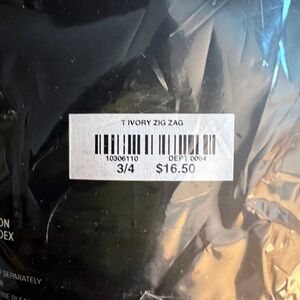 T IVORY ZIG ZAG
10306110 DEPT 0064
3/4 $16.50
ON
DEX
SEPARATELY